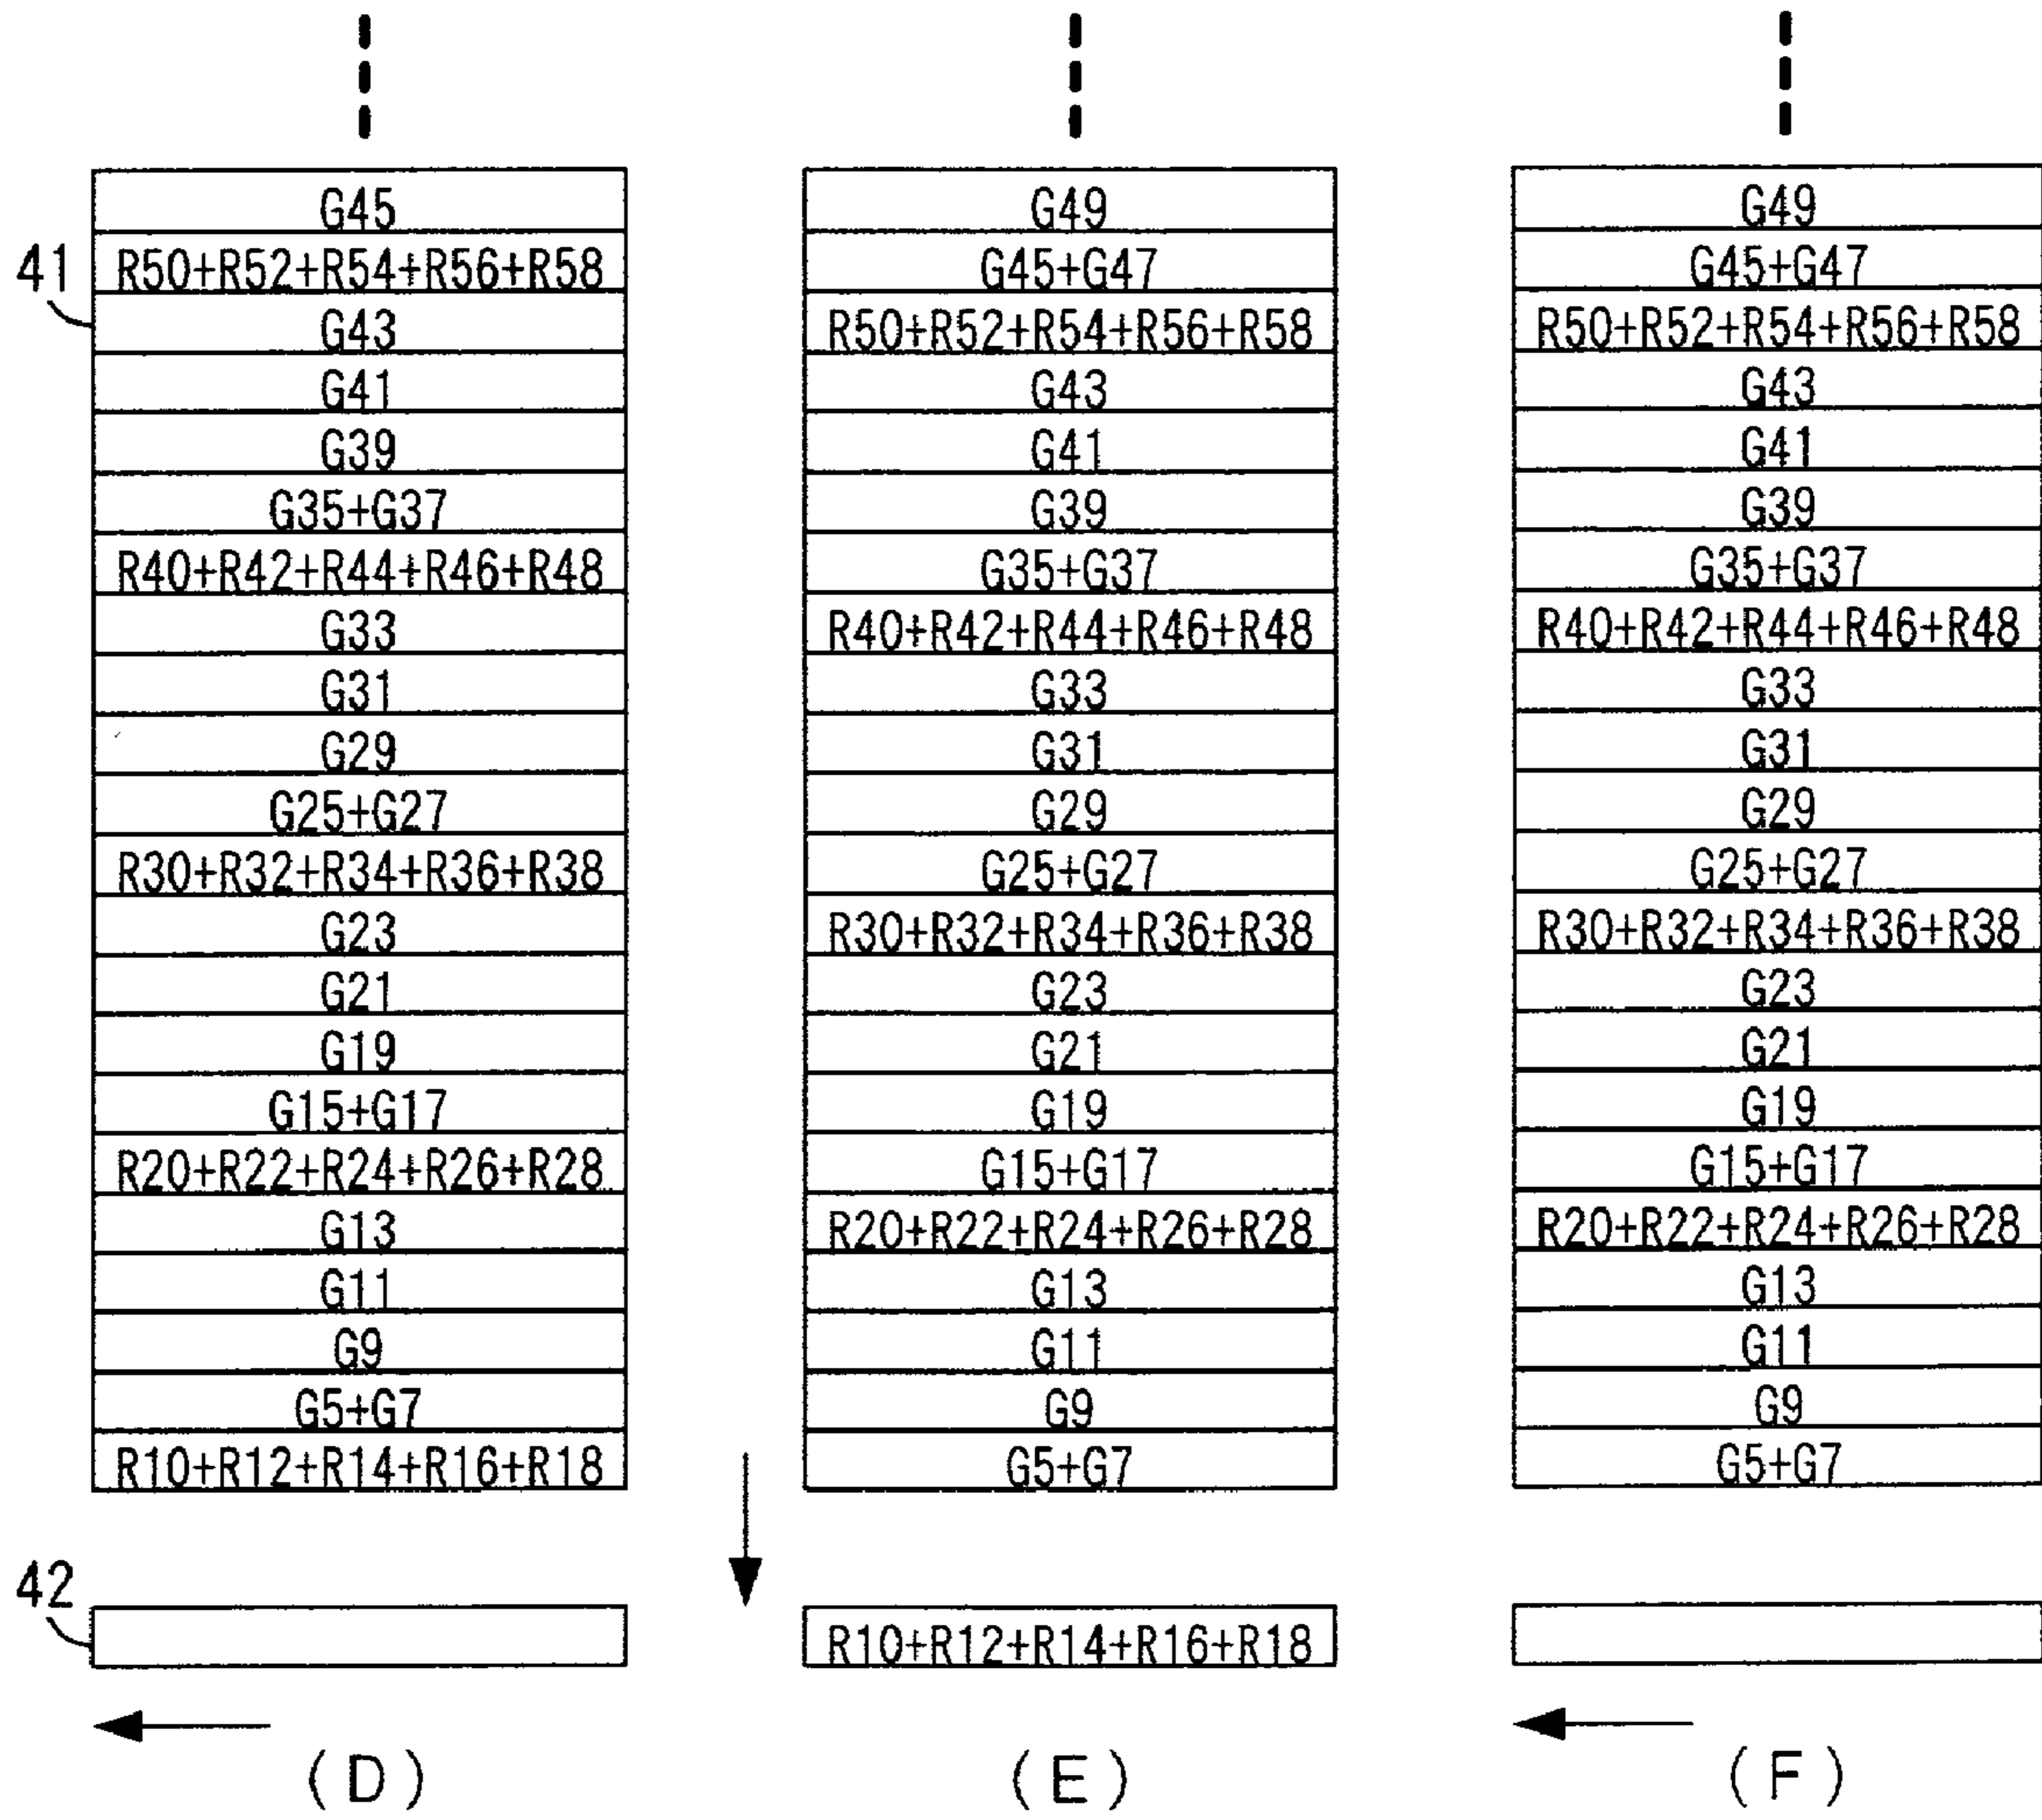 41
G45
R50+R52+R54+R56+R58
G43
G41
G39
G35+G37
R40+R42+R44+R46+R48
G33
G31
G29
G25+G27
R30+R32+R34+R36+R38
G23
G21
G19
G15+G17
R20+R22+R24+R26+R28
G13
G11
G9
G5+G7
R10+R12+R14+R16+R18
42
(D)
G49
G45+G47
R50+R52+R54+R56+R58
G43
G41
G39
G35+G37
R40+R42+R44+R46+R48
G33
G31
G29
G25+G27
R30+R32+R34+R36+R38
G23
G21
G19
G15+G17
R20+R22+R24+R26+R28
G13
G11
G9
G5+G7
R10+R12+R14+R16+R18
(E)
G49
G45+G47
R50+R52+R54+R56+R58
G43
G41
G39
G35+G37
R40+R42+R44+R46+R48
G33
G31
G29
G25+G27
R30+R32+R34+R36+R38
G23
G21
G19
G15+G17
R20+R22+R24+R26+R28
G13
G11
G9
G5+G7
(F)